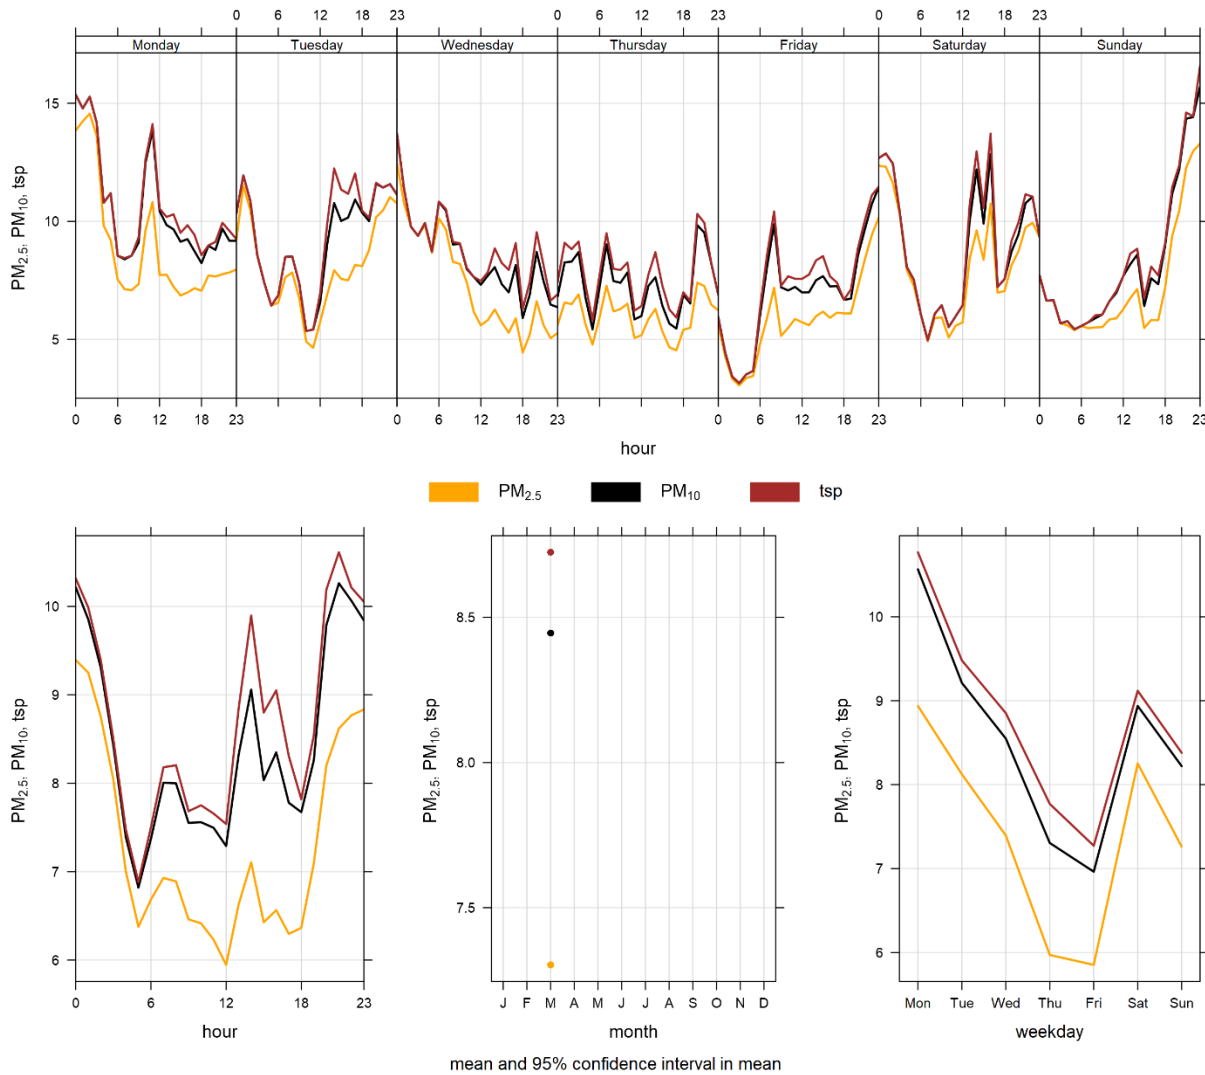 0 6 12 18 23 0 6 12 18 23 0 6 12 18 23
Monday Tuesday Wednesday Thursday Friday Saturday Sunday
PM2.5, PM10, tsp
15
10
5
0 6 12 18 23 0 6 12 18 23 0 6 12 18 23 0 6 12 18 23
hour
PM2.5 PM10 tsp
PM2.5, PM10, tsp
10
9
8
7
6
0 6 12 18 23
hour
PM2.5, PM10, tsp
8.5
8.0
7.5
J F M A M J J A S O N D
month
PM2.5, PM10, tsp
10
9
8
7
6
Mon Tue Wed Thu Fri Sat Sun
weekday
mean and 95% confidence interval in mean